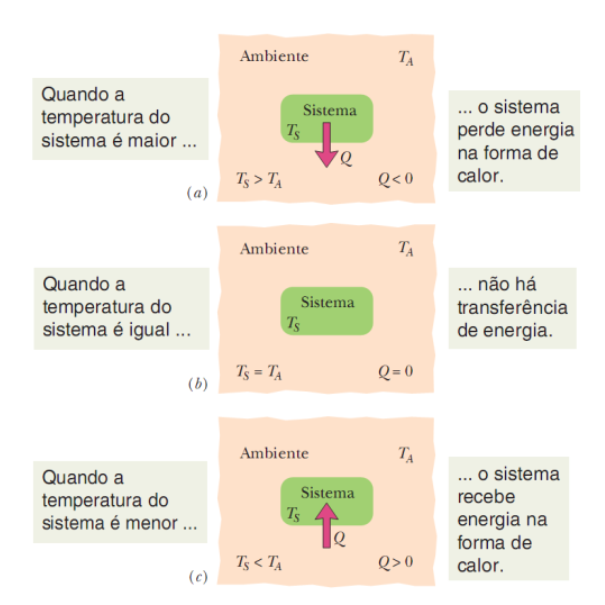 Quando a
temperatura do
sistema é maior ...
Ambiente T_A
Sistema
T_S
Q
T_S > T_A Q < 0
(a)
... o sistema
perde energia
na forma de
calor.
Quando a
temperatura do
sistema é igual ...
Ambiente T_A
Sistema
T_S
T_S = T_A Q = 0
(b)
... não há
transferência
de energia.
Quando a
temperatura do
sistema é menor ...
Ambiente T_A
Sistema
T_S
Q
T_S < T_A Q > 0
(c)
... o sistema
recebe
energia na
forma de
calor.